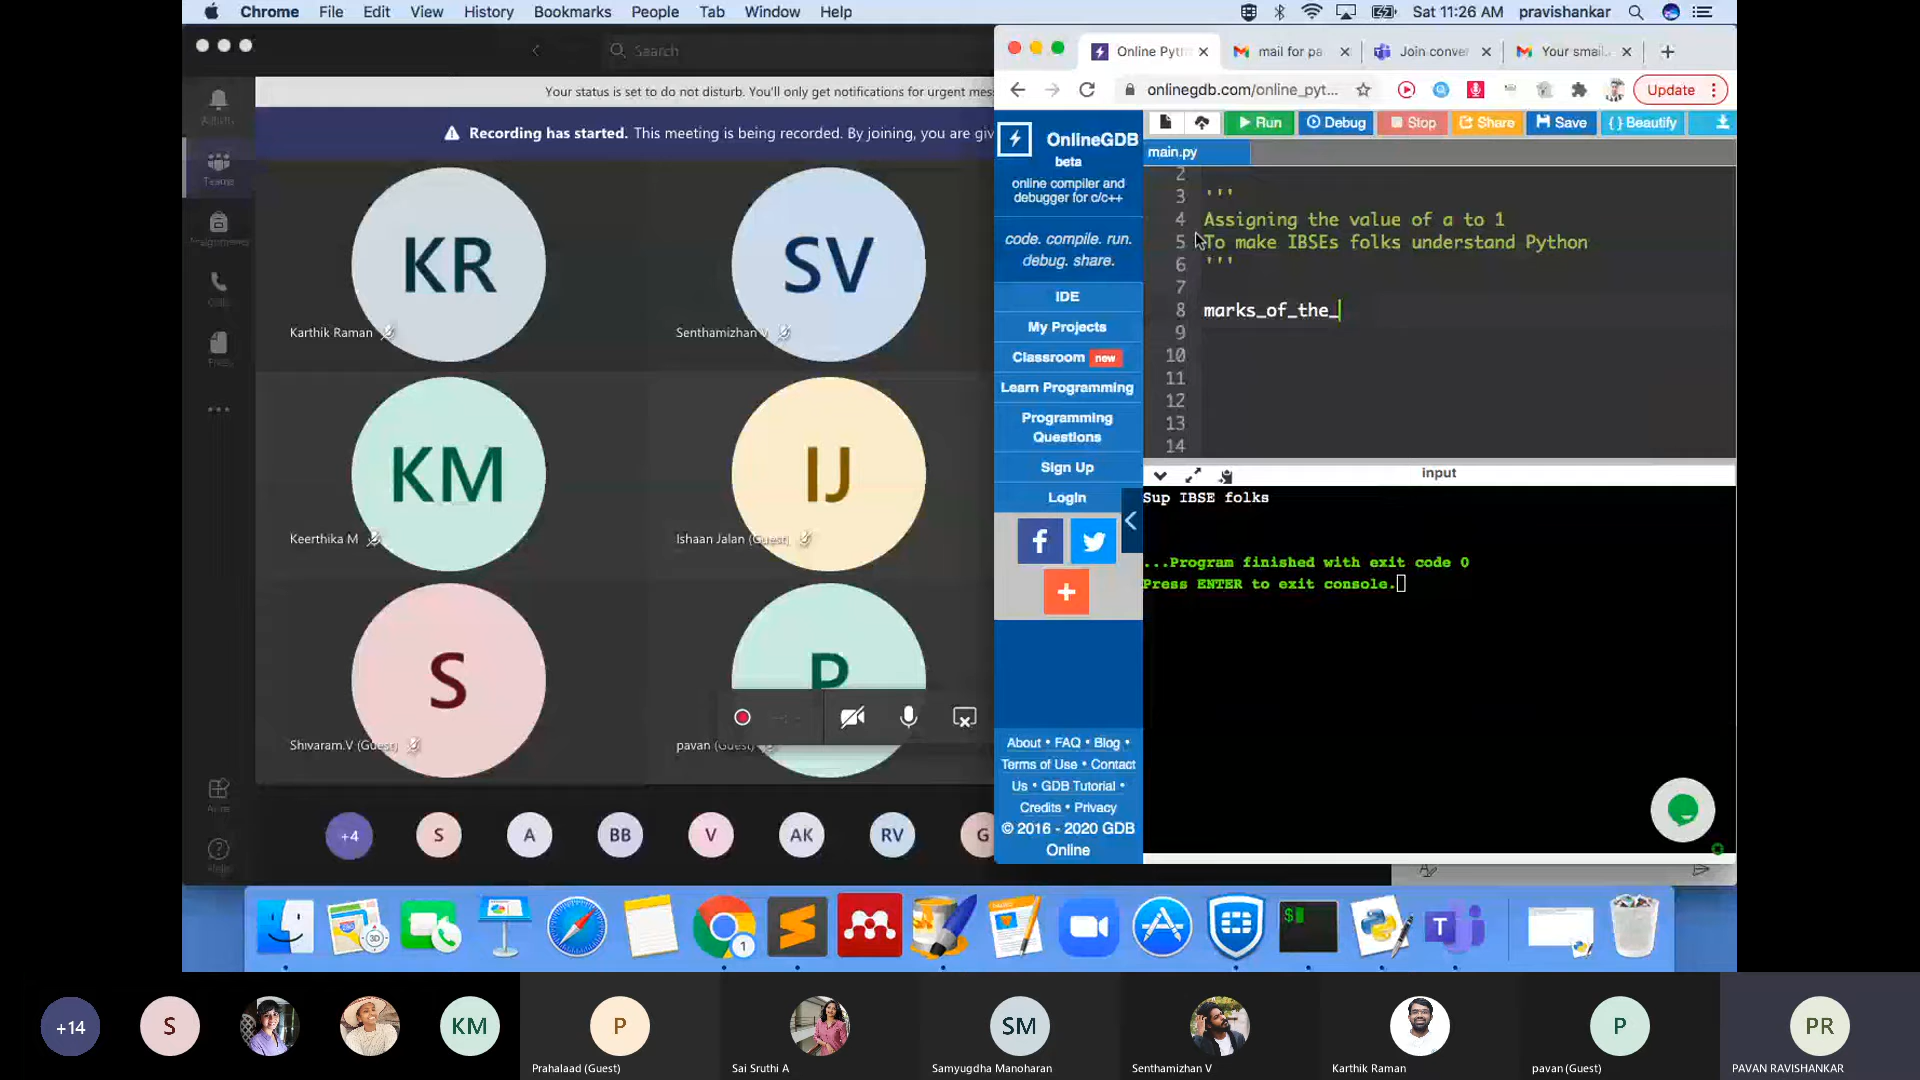 Chrome File Edit View History Bookmarks People Tab Window Help
Sat 11:26 AM pravishankar
Search
Your status is set to do not disturb. You'll only get notifications for urgent mes
Recording has started. This meeting is being recorded. By joining, you are giv
Teams
KR
Karthik Raman
SV
Senthamizhan V
KM
Keerthika M
IJ
Ishaan Jalan (Guest)
S
Shivaram.V (Guest)
P
pavan (Guest)
+4
S
A
BB
V
AK
RV
G
Online Pyth
mail for pa
Join conver
Your smai
onlinegdb.com/online_pyt...
Update
OnlineGDB
beta
online compiler and
debugger for c/c++
code. compile. run.
debug. share.
IDE
My Projects
Classroom new
Learn Programming
Programming
Questions
Sign Up
Login
About • FAQ • Blog •
Terms of Use • Contact
Us • GDB Tutorial •
Credits • Privacy
© 2016 - 2020 GDB
Online
Run Debug Stop Share Save {} Beautify
main.py
2
3 '''
4 Assigning the value of a to 1
5 To make IBSEs folks understand Python
6 '''
7
8 marks_of_the_
9
10
11
12
13
14
input
Sup IBSE folks
...Program finished with exit code 0
Press ENTER to exit console.
3D
1
$
T
+14
S
KM
P
Prahalaad (Guest)
Sai Sruthi A
SM
Samyugdha Manoharan
Senthamizhan V
Karthik Raman
P
pavan (Guest)
PR
PAVAN RAVISHANKAR